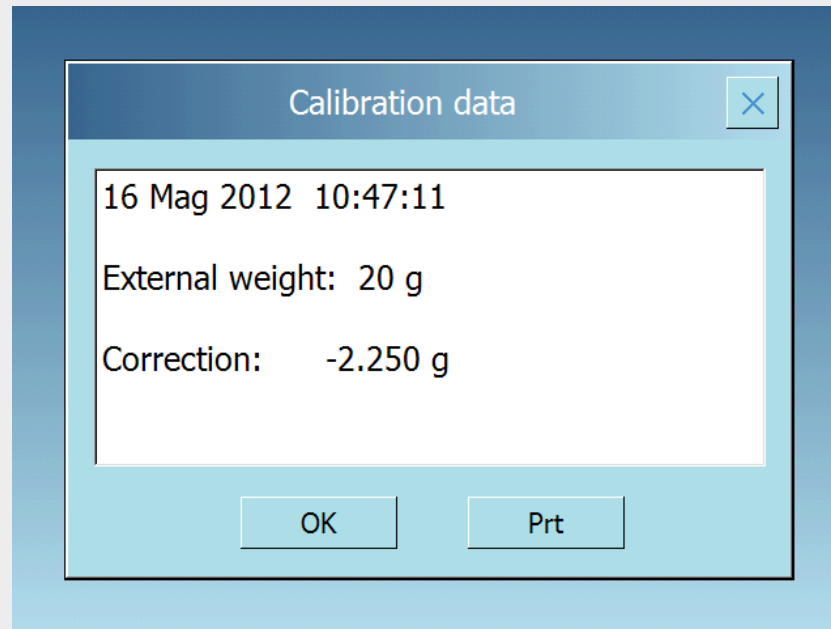 Calibration data
16 Mag 2012 10:47:11
External weight: 20 g
Correction: -2.250 g
OK Prt